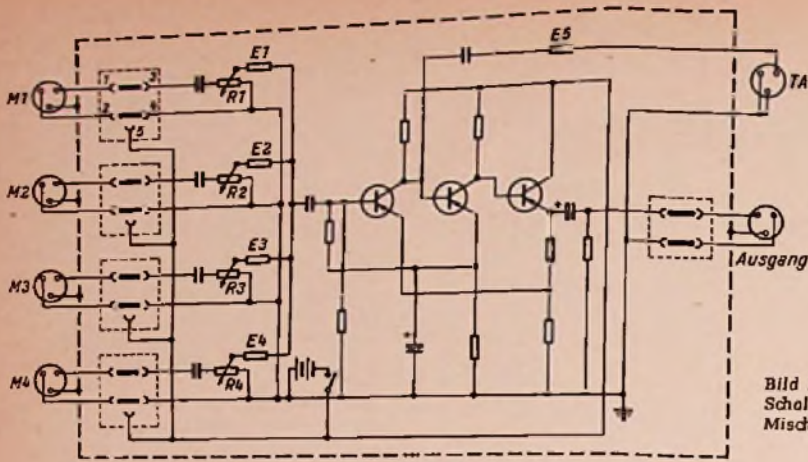 E1
E5
M1
1
3
R1
TA
2
4
5
E2
M2
R2
E3
M3
R3
Ausgang
E4
M4
R4
+
+
Bild
Schal
Misch